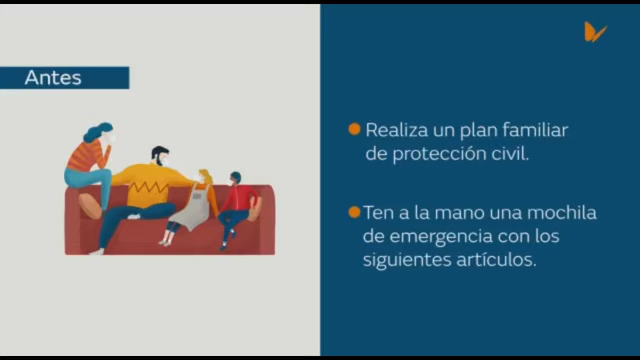 Antes
Realiza un plan familiar
de protección civil.
Ten a la mano una mochila
de emergencia con los
siguientes artículos.